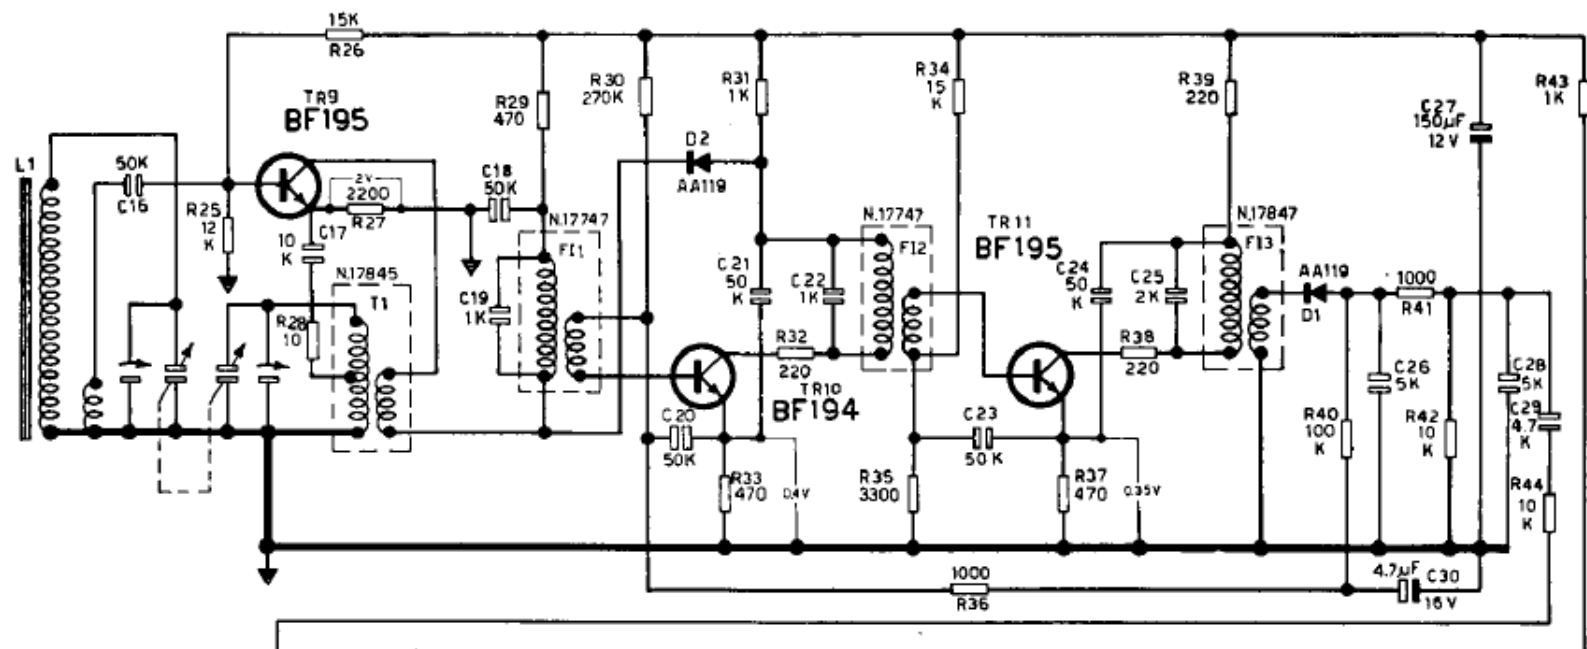 15K
R26
TR9
BF195
L1
50K
C16
R25
12
K
10
K
C17
2V
2200
R27
R28
10
N.17845
T1
C18
50K
R29
470
N.17747
FI1
C19
1K
R30
270K
D2
AA119
R31
1K
C21
50
K
C22
1K
R32
220
TR10
BF194
C20
50K
R33
470
0,4V
N.17747
FI2
R34
15
K
TR11
BF195
R35
3300
C23
50K
R37
470
0,35V
C24
50
K
C25
2K
R38
220
R39
220
N.17847
FI3
AA119
D1
1000
R41
R40
100
K
C26
5K
R42
10
K
C27
150µF
12V
C28
5K
C29
4.7
K
R43
1K
R44
10
K
1000
R36
4.7µF
C30
16V